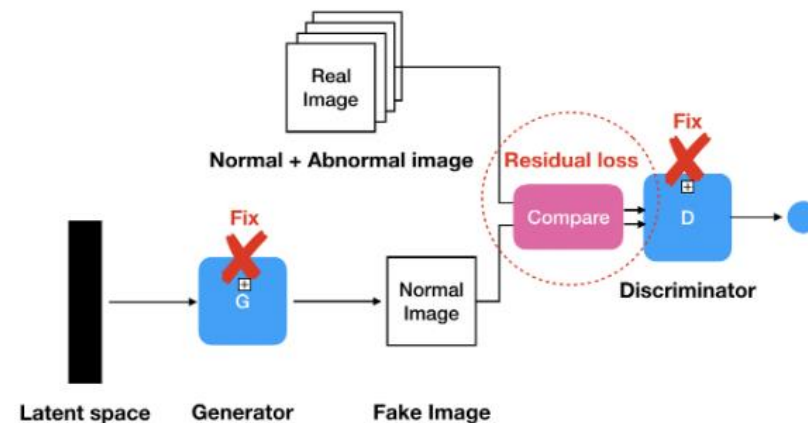 Real
Image
Normal + Abnormal image
Residual loss
Fix
Compare
D
Discriminator
Fix
G
Normal
Image
Latent space
Generator
Fake Image